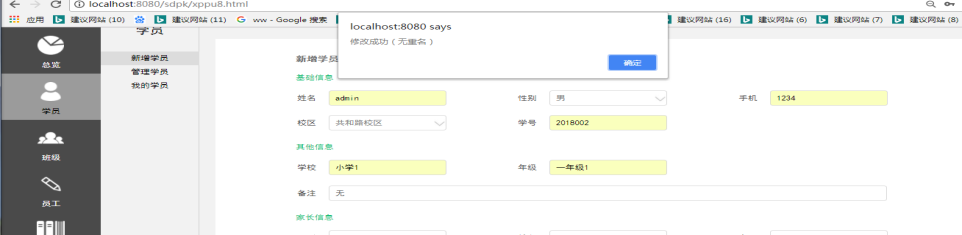 localhost:8080/sdpk/xppu8.html
应用 建议网站 (10) 建议网站 (11) ww - Google 搜索 建议网站 (16) 建议网站 (6) 建议网站 (7) 建议网站 (8)
localhost:8080 says
修改成功（无重名）
确定
总览
学员
班级
员工
学员
新增学员
管理学员
我的学员
新增学员
基础信息
姓名 admin 性别 男 手机 1234
校区 共和路校区 学号 2018002
其他信息
学校 小学1 年级 一年级1
备注 无
家长信息